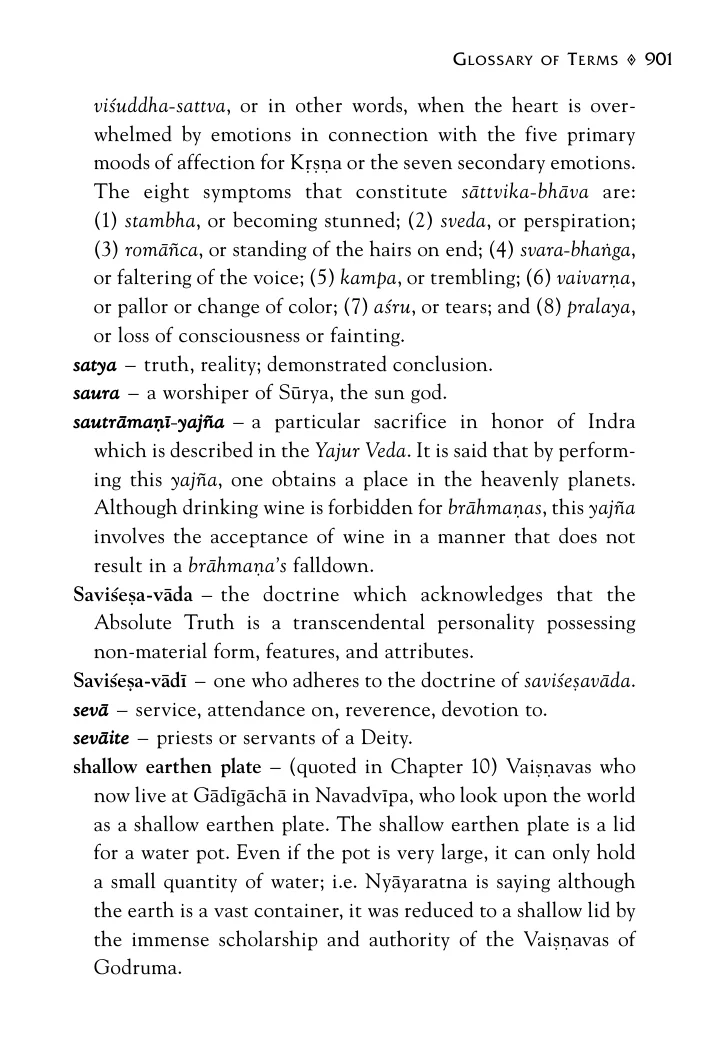 Glossary of Terms ◊ 901
viśuddha-sattva, or in other words, when the heart is over-
whelmed by emotions in connection with the five primary
moods of affection for Kṛṣṇa or the seven secondary emotions.
The eight symptoms that constitute sāttvika-bhāva are:
(1) stambha, or becoming stunned; (2) sveda, or perspiration;
(3) romāñca, or standing of the hairs on end; (4) svara-bhaṅga,
or faltering of the voice; (5) kampa, or trembling; (6) vaivarṇa,
or pallor or change of color; (7) aśru, or tears; and (8) pralaya,
or loss of consciousness or fainting.
satya – truth, reality; demonstrated conclusion.
saura – a worshiper of Sūrya, the sun god.
sautrāmaṇī-yajña – a particular sacrifice in honor of Indra
which is described in the Yajur Veda. It is said that by perform-
ing this yajña, one obtains a place in the heavenly planets.
Although drinking wine is forbidden for brāhmaṇas, this yajña
involves the acceptance of wine in a manner that does not
result in a brāhmaṇa’s falldown.
Saviśeṣa-vāda – the doctrine which acknowledges that the
Absolute Truth is a transcendental personality possessing
non-material form, features, and attributes.
Saviśeṣa-vādī – one who adheres to the doctrine of saviśeṣavāda.
sevā – service, attendance on, reverence, devotion to.
sevāite – priests or servants of a Deity.
shallow earthen plate – (quoted in Chapter 10) Vaiṣṇavas who
now live at Gādīgāchā in Navadvīpa, who look upon the world
as a shallow earthen plate. The shallow earthen plate is a lid
for a water pot. Even if the pot is very large, it can only hold
a small quantity of water; i.e. Nyāyaratna is saying although
the earth is a vast container, it was reduced to a shallow lid by
the immense scholarship and authority of the Vaiṣṇavas of
Godruma.